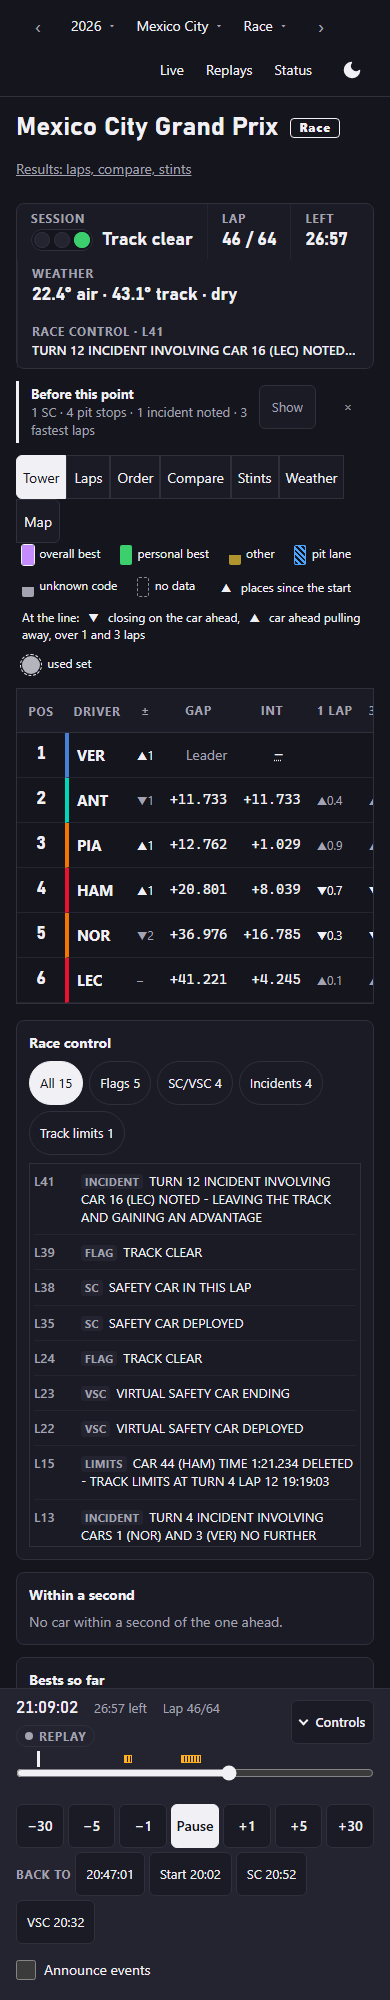 ‹ 2026 Mexico City Race ›
Live Replays Status
Mexico City Grand Prix Race
Results: laps, compare, stints
SESSION LAP LEFT
Track clear 46 / 64 26:57
WEATHER
22.4° air · 43.1° track · dry
RACE CONTROL · L41
TURN 12 INCIDENT INVOLVING CAR 16 (LEC) NOTED...
Before this point
1 SC · 4 pit stops · 1 incident noted · 3
fastest laps
Show ×
Tower Laps Order Compare Stints Weather
Map
overall best personal best other pit lane
unknown code no data ▲ places since the start
At the line: ▼ closing on the car ahead, ▲ car ahead pulling
away, over 1 and 3 laps
used set
POS DRIVER ± GAP INT 1 LAP
1 VER ▲1 Leader –
2 ANT ▼1 +11.733 +11.733 ▲0.4
3 PIA ▲1 +12.762 +1.029 ▲0.9
4 HAM ▲1 +20.801 +8.039 ▼0.7
5 NOR ▼2 +36.976 +16.785 ▼0.3
6 LEC – +41.221 +4.245 ▲0.1
Race control
All 15 Flags 5 SC/VSC 4 Incidents 4
Track limits 1
L41 INCIDENT TURN 12 INCIDENT INVOLVING
CAR 16 (LEC) NOTED - LEAVING THE TRACK
AND GAINING AN ADVANTAGE
L39 FLAG TRACK CLEAR
L38 SC SAFETY CAR IN THIS LAP
L35 SC SAFETY CAR DEPLOYED
L24 FLAG TRACK CLEAR
L23 VSC VIRTUAL SAFETY CAR ENDING
L22 VSC VIRTUAL SAFETY CAR DEPLOYED
L15 LIMITS CAR 44 (HAM) TIME 1:21.234 DELETED
- TRACK LIMITS AT TURN 4 LAP 12 19:19:03
L13 INCIDENT TURN 4 INCIDENT INVOLVING
CARS 1 (NOR) AND 3 (VER) NO FURTHER
Within a second
No car within a second of the one ahead.
Bests so far
21:09:02 26:57 left Lap 46/64 Controls
REPLAY
−30 −5 −1 Pause +1 +5 +30
BACK TO 20:47:01 Start 20:02 SC 20:52
VSC 20:32
Announce events